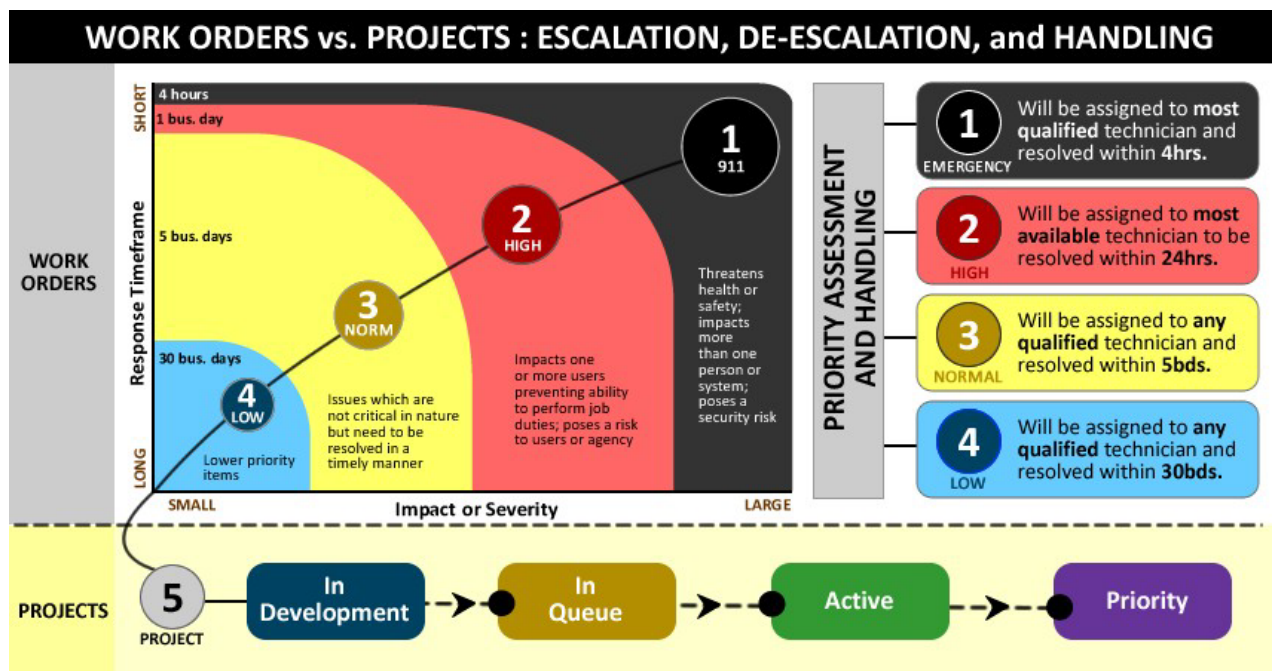 WORK ORDERS vs. PROJECTS : ESCALATION, DE-ESCALATION, and HANDLING
WORK
ORDERS
SHORT
Response Timeframe
LONG
4 hours
1 bus. day
5 bus. days
30 bus. days
1
911
2
HIGH
3
NORM
4
LOW
Threatens
health or
safety;
impacts
more
than one
person or
system;
poses a
security risk
Impacts one
or more users
preventing ability
to perform job
duties; poses a risk
to users or agency
Issues which are
not critical in nature
but need to be
resolved in a
timely manner
Lower priority
items
SMALL
Impact or Severity
LARGE
PRIORITY ASSESSMENT
AND HANDLING
1
EMERGENCY
Will be assigned to most
qualified technician and
resolved within 4hrs.
2
HIGH
Will be assigned to most
available technician to be
resolved within 24hrs.
3
NORMAL
Will be assigned to any
qualified technician and
resolved within 5bds.
4
LOW
Will be assigned to any
qualified technician and
resolved within 30bds.
PROJECTS
5
PROJECT
In
Development
In
Queue
Active
Priority